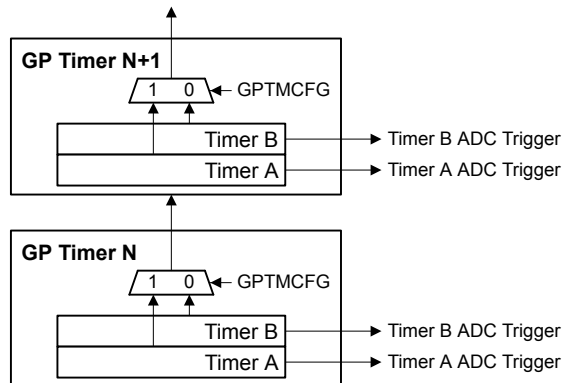 GP Timer N+1
1 0 GPTMCFG
Timer B Timer B ADC Trigger
Timer A Timer A ADC Trigger
GP Timer N
1 0 GPTMCFG
Timer B Timer B ADC Trigger
Timer A Timer A ADC Trigger